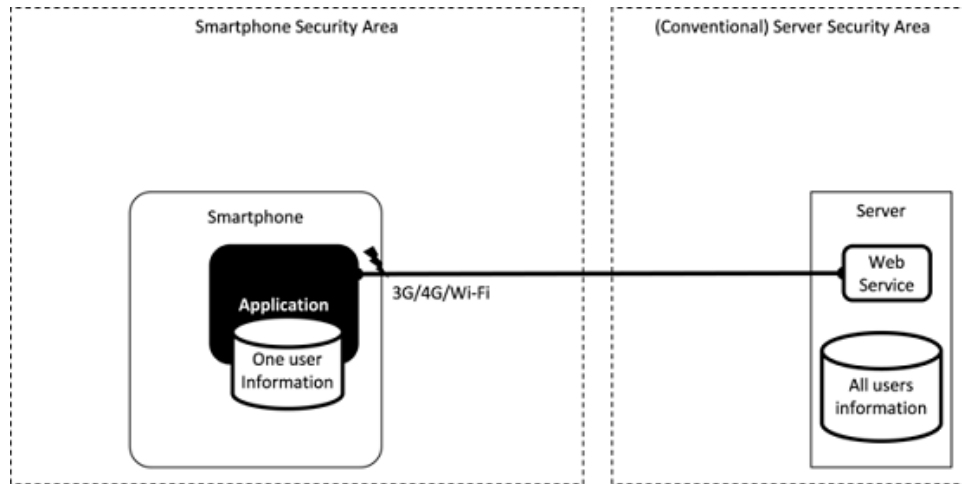 Smartphone Security Area
(Conventional) Server Security Area
Smartphone
Server
Application
One user
Information
3G/4G/Wi-Fi
Web
Service
All users
information